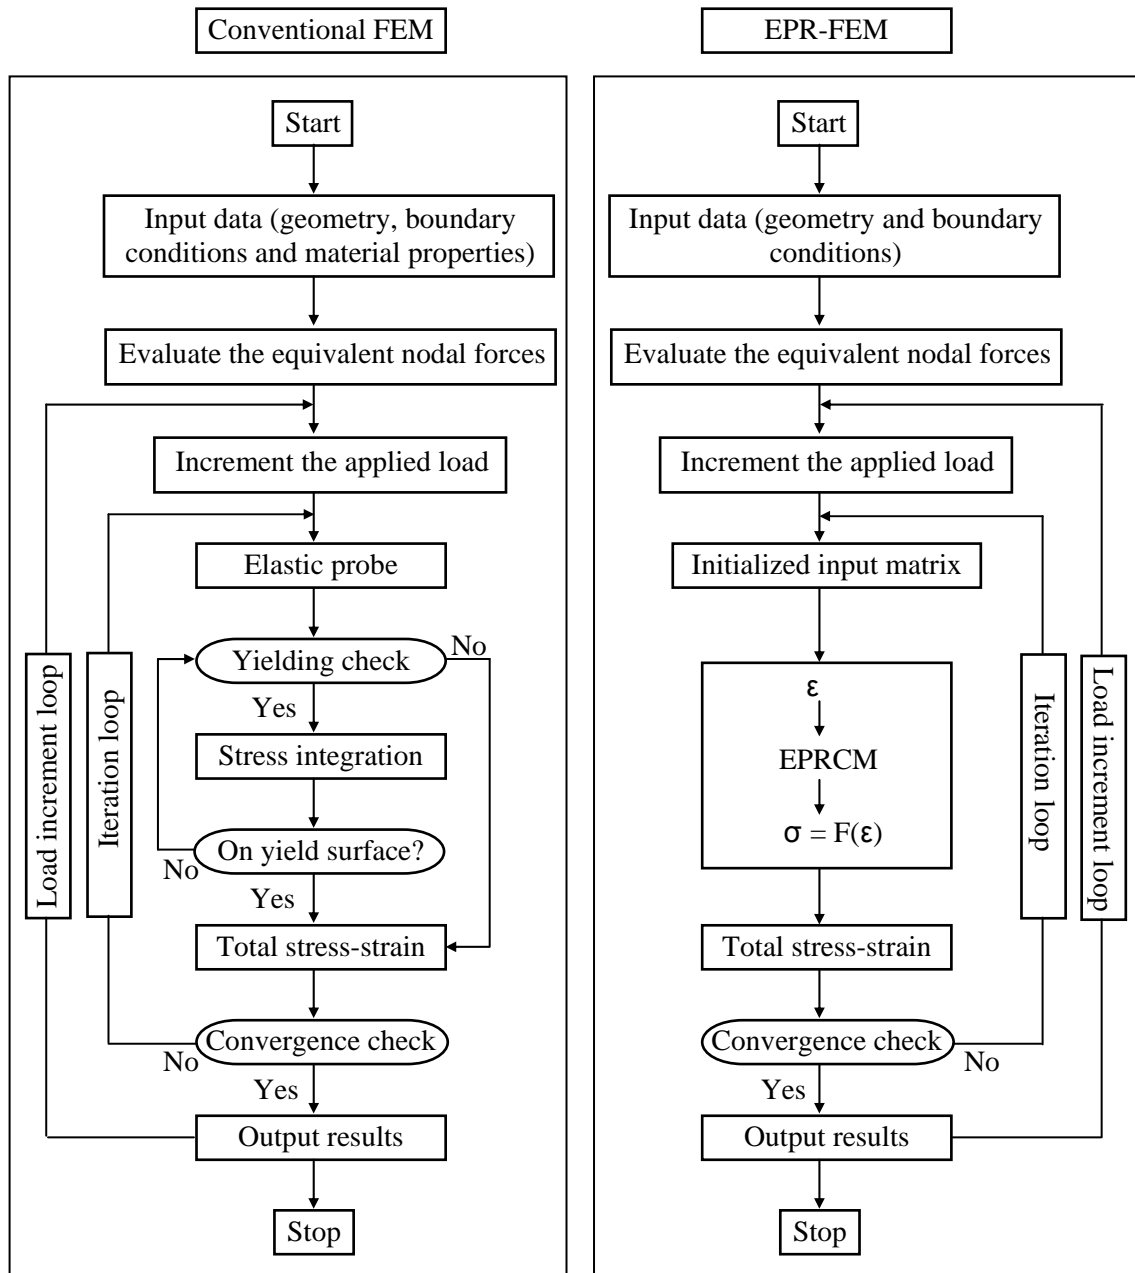 Conventional FEM
Start
Input data (geometry, boundary
conditions and material properties)
Evaluate the equivalent nodal forces
Increment the applied load
Elastic probe
Yielding check
No
Yes
Stress integration
On yield surface?
No
Yes
Total stress-strain
Convergence check
No
Yes
Output results
Stop
Load increment loop
Iteration loop
EPR-FEM
Start
Input data (geometry and boundary
conditions)
Evaluate the equivalent nodal forces
Increment the applied load
Initialized input matrix
ε
EPRCM
σ = F(ε)
Total stress-strain
Convergence check
No
Yes
Output results
Stop
Iteration loop
Load increment loop